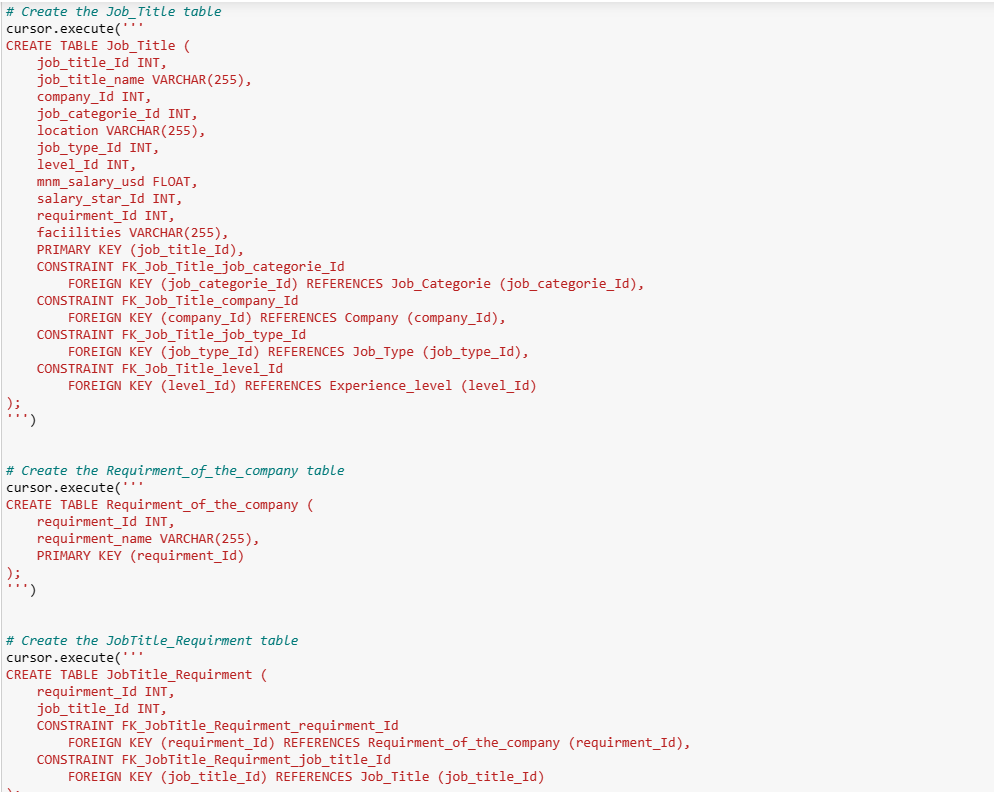 # Create the Job_Title table
cursor.execute('''
CREATE TABLE Job_Title (
    job_title_Id INT,
    job_title_name VARCHAR(255),
    company_Id INT,
    job_categorie_Id INT,
    location VARCHAR(255),
    job_type_Id INT,
    level_Id INT,
    mnm_salary_usd FLOAT,
    salary_star_Id INT,
    requirment_Id INT,
    faciilities VARCHAR(255),
    PRIMARY KEY (job_title_Id),
    CONSTRAINT FK_Job_Title_job_categorie_Id
        FOREIGN KEY (job_categorie_Id) REFERENCES Job_Categorie (job_categorie_Id),
    CONSTRAINT FK_Job_Title_company_Id
        FOREIGN KEY (company_Id) REFERENCES Company (company_Id),
    CONSTRAINT FK_Job_Title_job_type_Id
        FOREIGN KEY (job_type_Id) REFERENCES Job_Type (job_type_Id),
    CONSTRAINT FK_Job_Title_level_Id
        FOREIGN KEY (level_Id) REFERENCES Experience_level (level_Id)
);
''')
# Create the Requirment_of_the_company table
cursor.execute('''
CREATE TABLE Requirment_of_the_company (
    requirment_Id INT,
    requirment_name VARCHAR(255),
    PRIMARY KEY (requirment_Id)
);
''')
# Create the JobTitle_Requirment table
cursor.execute('''
CREATE TABLE JobTitle_Requirment (
    requirment_Id INT,
    job_title_Id INT,
    CONSTRAINT FK_JobTitle_Requirment_requirment_Id
        FOREIGN KEY (requirment_Id) REFERENCES Requirment_of_the_company (requirment_Id),
    CONSTRAINT FK_JobTitle_Requirment_job_title_Id
        FOREIGN KEY (job_title_Id) REFERENCES Job_Title (job_title_Id)
);